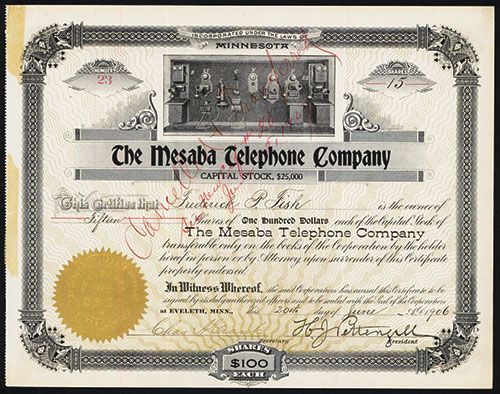 INCORPORATED UNDER THE LAWS OF
MINNESOTA
NUMBER
23
SHARES
15
The Mesaba Telephone Company
CAPITAL STOCK, $25,000
This Certifies that Frederick P. Fish is the owner of
Fifteen Shares of One Hundred Dollars each of the Capital Stock of
The Mesaba Telephone Company
transferable only on the books of the Corporation by the holder
hereof in person or by Attorney upon surrender of this Certificate
properly endorsed.
In Witness Whereof, the said Corporation has caused this Certificate to be
signed by its duly authorized officers and to be sealed with the Seal of the Corporation
AT EVELETH, MINN., this 20th day of June A.D. 1906
Secretary
H. J. Pettengill
President
SHARES
$100
EACH
Cancelled